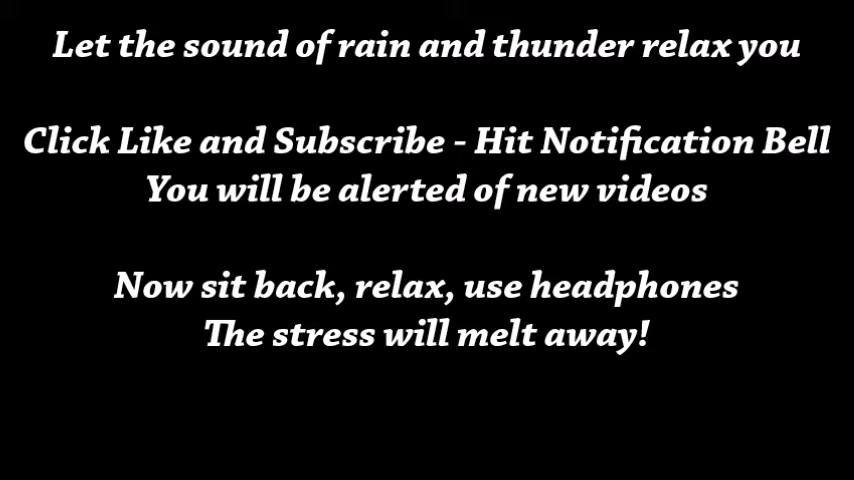 Let the sound of rain and thunder relax you
Click Like and Subscribe - Hit Notification Bell
You will be alerted of new videos
Now sit back, relax, use headphones
The stress will melt away!